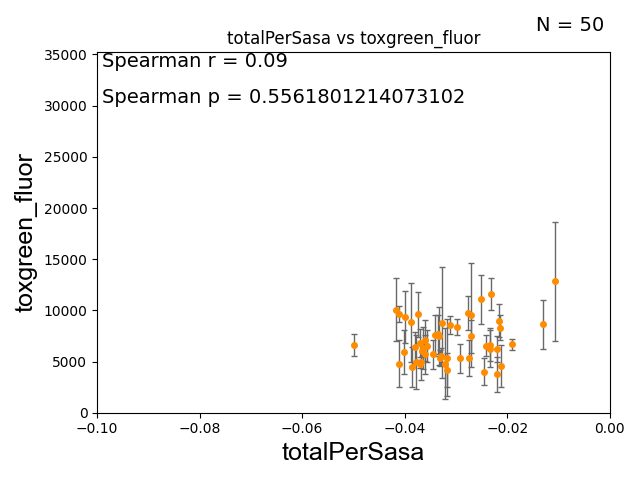 N = 50
totalPerSasa vs toxgreen_fluor
Spearman r = 0.09
Spearman p = 0.5561801214073102
toxgreen_fluor
35000
30000
25000
20000
15000
10000
5000
0
−0.10
−0.08
−0.06
−0.04
−0.02
0.00
totalPerSasa